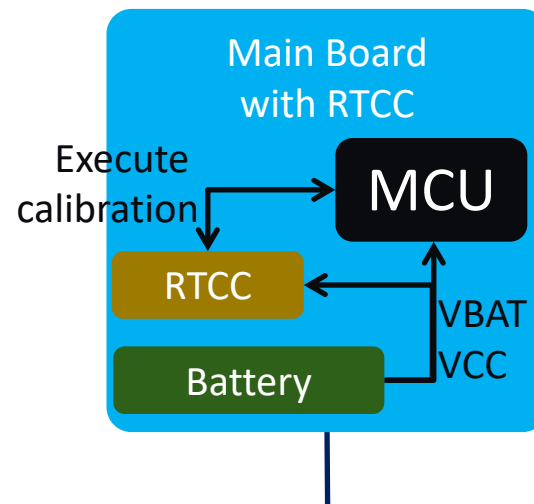 Main Board
with RTCC
Execute
calibration
MCU
RTCC
VBAT
VCC
Battery